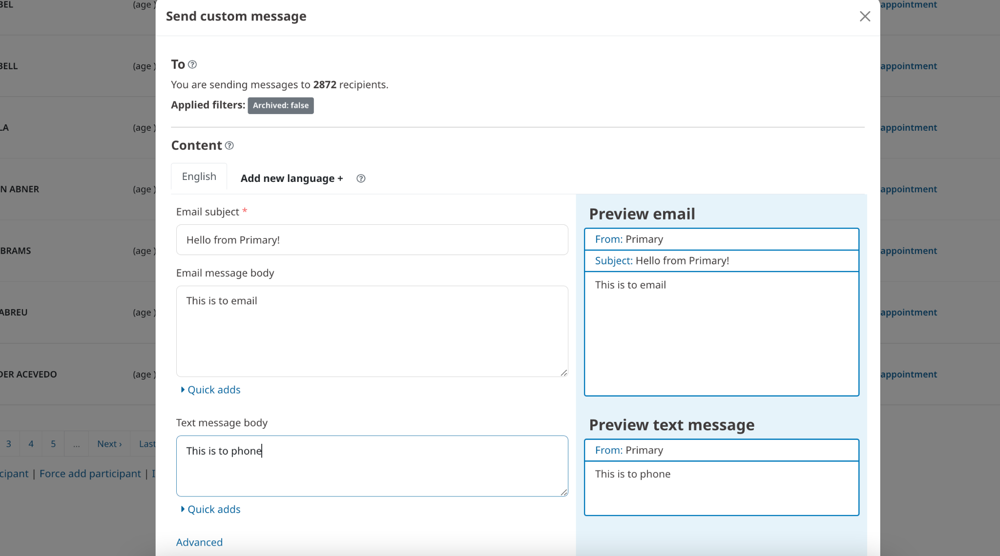 Send custom message
To
You are sending messages to 2872 recipients.
Applied filters: Archived: false
Content
English
Add new language +
Email subject *
Hello from Primary!
Email message body
This is to email
Quick adds
Text message body
This is to phone
Quick adds
Advanced
Preview email
From: Primary
Subject: Hello from Primary!
This is to email
Preview text message
From: Primary
This is to phone
BEL (age ) appointment
BELL (age ) appointment
LA (age ) appointment
N ABNER (age ) appointment
BRAMS (age ) appointment
ABREU (age ) appointment
DER ACEVEDO (age ) appointment
3 4 5 … Next › Last
cipant | Force add participant |